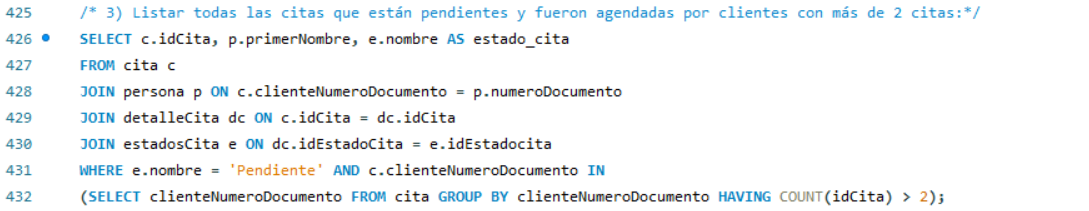 425 /* 3) Listar todas las citas que están pendientes y fueron agendadas por clientes con más de 2 citas:*/
426 SELECT c.idCita, p.primerNombre, e.nombre AS estado_cita
427 FROM cita c
428 JOIN persona p ON c.clienteNumeroDocumento = p.numeroDocumento
429 JOIN detalleCita dc ON c.idCita = dc.idCita
430 JOIN estadosCita e ON dc.idEstadoCita = e.idEstadocita
431 WHERE e.nombre = 'Pendiente' AND c.clienteNumeroDocumento IN
432 (SELECT clienteNumeroDocumento FROM cita GROUP BY clienteNumeroDocumento HAVING COUNT(idCita) > 2);